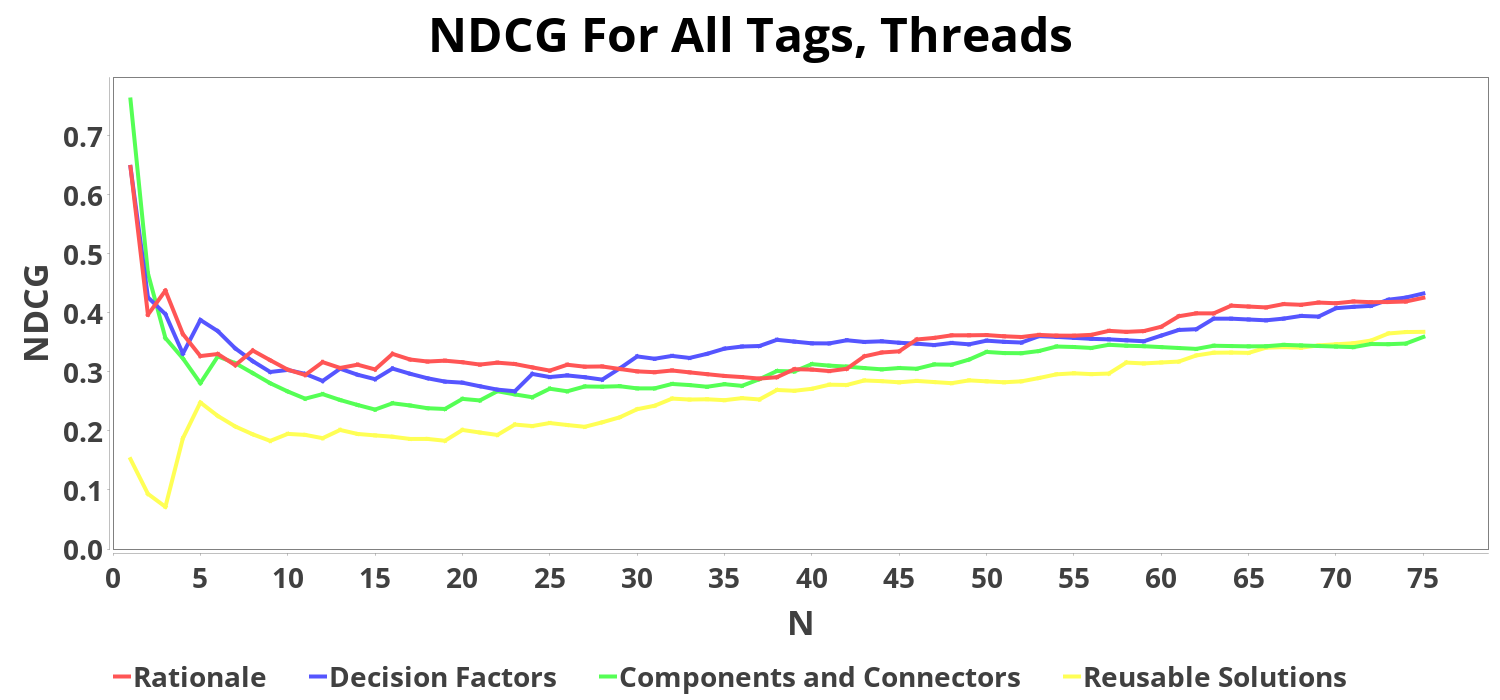 NDCG For All Tags, Threads
NDCG
0.7
0.6
0.5
0.4
0.3
0.2
0.1
0.0
0 5 10 15 20 25 30 35 40 45 50 55 60 65 70 75
N
Rationale Decision Factors Components and Connectors Reusable Solutions